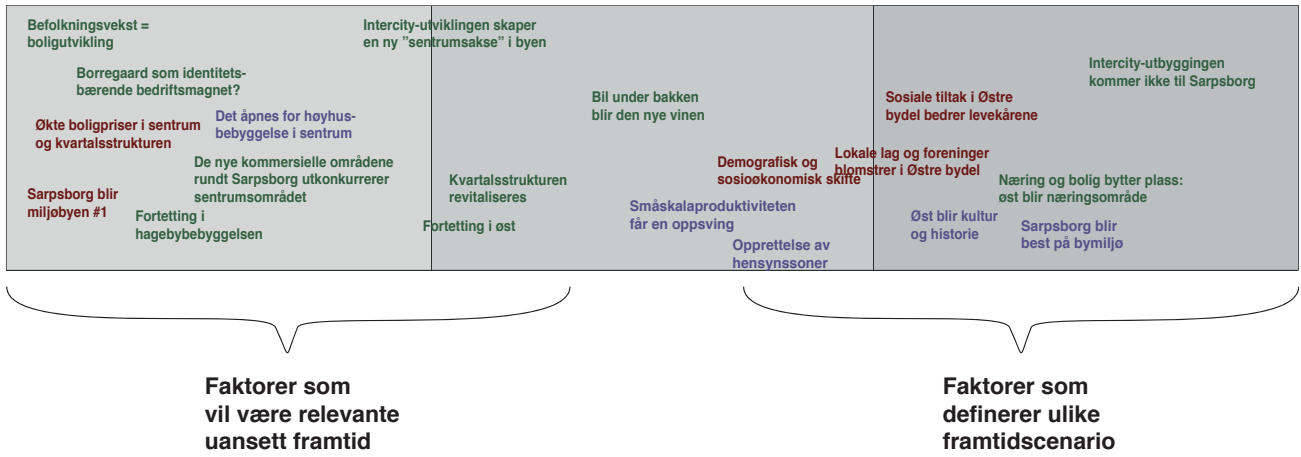 Befolkningsvekst =
boligutvikling
Borregaard som identitets-
bærende bedriftsmagnet?
Økte boligpriser i sentrum
og kvartalsstrukturen
Det åpnes for høyhus-
bebyggelse i sentrum
De nye kommersielle områdene
rundt Sarpsborg utkonkurrerer
sentrumsområdet
Sarpsborg blir
miljøbyen #1
Fortetting i
hagebybebyggelsen
Intercity-utviklingen skaper
en ny ”sentrumsakse” i byen
Bil under bakken
blir den nye vinen
Kvartalsstrukturen
revitaliseres
Fortetting i øst
Småskalaproduktiviteten
får en oppsving
Demografisk og
sosioøkonomisk skifte
Opprettelse av
hensynssoner
Intercity-utbyggingen
kommer ikke til Sarpsborg
Sosiale tiltak i Østre
bydel bedrer levekårene
Lokale lag og foreninger
blomstrer i Østre bydel
Næring og bolig bytter plass:
øst blir næringsområde
Øst blir kultur
og historie
Sarpsborg blir
best på bymiljø
Faktorer som
vil være relevante
uansett framtid
Faktorer som
definerer ulike
framtidscenario